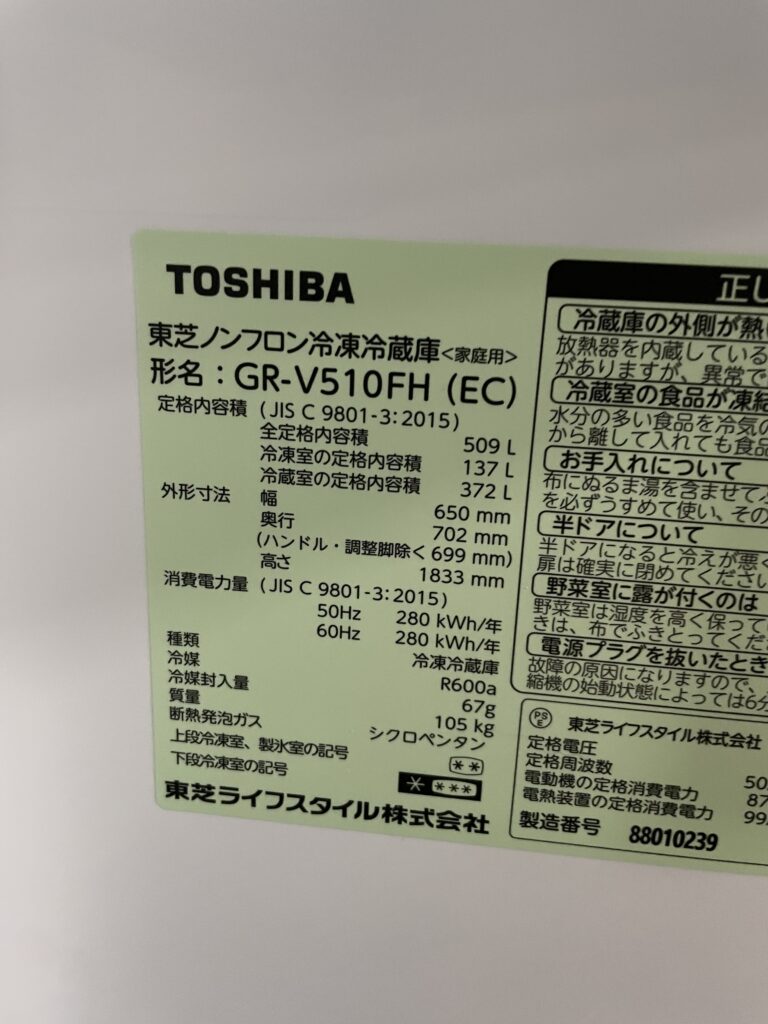 TOSHIBA
東芝ノンフロン冷凍冷蔵庫<家庭用>
形名：GR-V510FH (EC)
定格内容積 (JIS C 9801-3:2015)
全定格内容積 509 L
冷凍室の定格内容積 137 L
冷蔵室の定格内容積 372 L
外形寸法 幅 650 mm
奥行 702 mm
(ハンドル・調整脚除く 699 mm)
高さ 1833 mm
消費電力量 (JIS C 9801-3:2015)
50Hz 280 kWh/年
60Hz 280 kWh/年
種類 冷凍冷蔵庫
冷媒 R600a
冷媒封入量 67g
質量 105 kg
断熱発泡ガス シクロペンタン
上段冷凍室、製氷室の記号 **
下段冷凍室の記号 * ***
東芝ライフスタイル株式会社
正し
冷蔵庫の外側が熱い
放熱器を内蔵している
がありますが、異常で
冷蔵室の食品が凍結
水分の多い食品を冷気の
から離して入れても食品
お手入れについて
布にぬるま湯を含ませて
を必ずうすめて使い、その
半ドアについて
半ドアになると冷えが悪く
扉は確実に閉めてください
野菜室に露が付くのは
野菜室は湿度を高く保って
きは、布でふきとってくだ
電源プラグを抜いたとき
故障の原因になりますので、
縮機の始動状態によっては6分
PSE 東芝ライフスタイル株式会社
定格電圧
定格周波数 50
電動機の定格消費電力 87
電熱装置の定格消費電力 99
製造番号 88010239